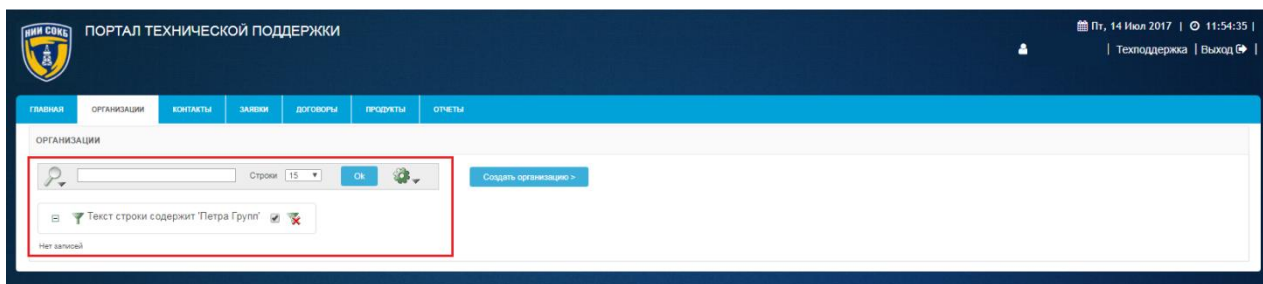 НИИ СОКБ
ПОРТАЛ ТЕХНИЧЕСКОЙ ПОДДЕРЖКИ
Пт, 14 Июл 2017 | 11:54:35 |
| Техподдержка | Выход |
ГЛАВНАЯ ОРГАНИЗАЦИИ КОНТАКТЫ ЗАЯВКИ ДОГОВОРЫ ПРОДУКТЫ ОТЧЕТЫ
ОРГАНИЗАЦИИ
Строки 15 Ok Создать организацию >
Текст строки содержит 'Петра Групп'
Нет записей